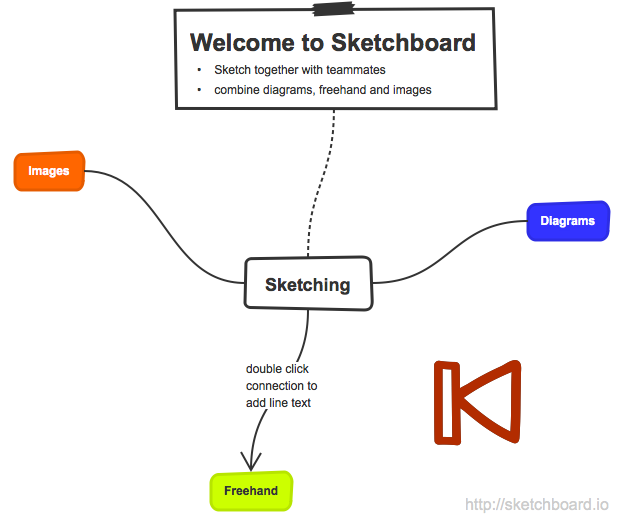 Welcome to Sketchboard
• Sketch together with teammates
• combine diagrams, freehand and images
Images
Diagrams
Sketching
double click
connection to
add line text
Freehand
http://sketchboard.io